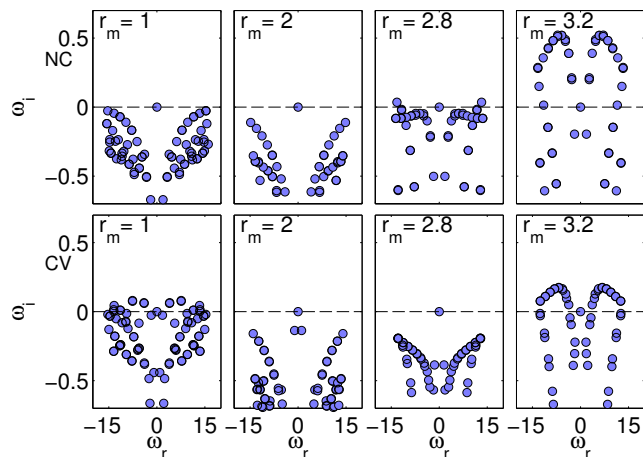 r_m = 1
r_m = 2
r_m = 2.8
r_m = 3.2
0.5
NC
0
ω_i
−0.5
r_m = 1
r_m = 2
r_m = 2.8
r_m = 3.2
0.5
CV
0
ω_i
−0.5
−15 0 15 −15 0 15 −15 0 15 −15 0 15
ω_r ω_r ω_r ω_r